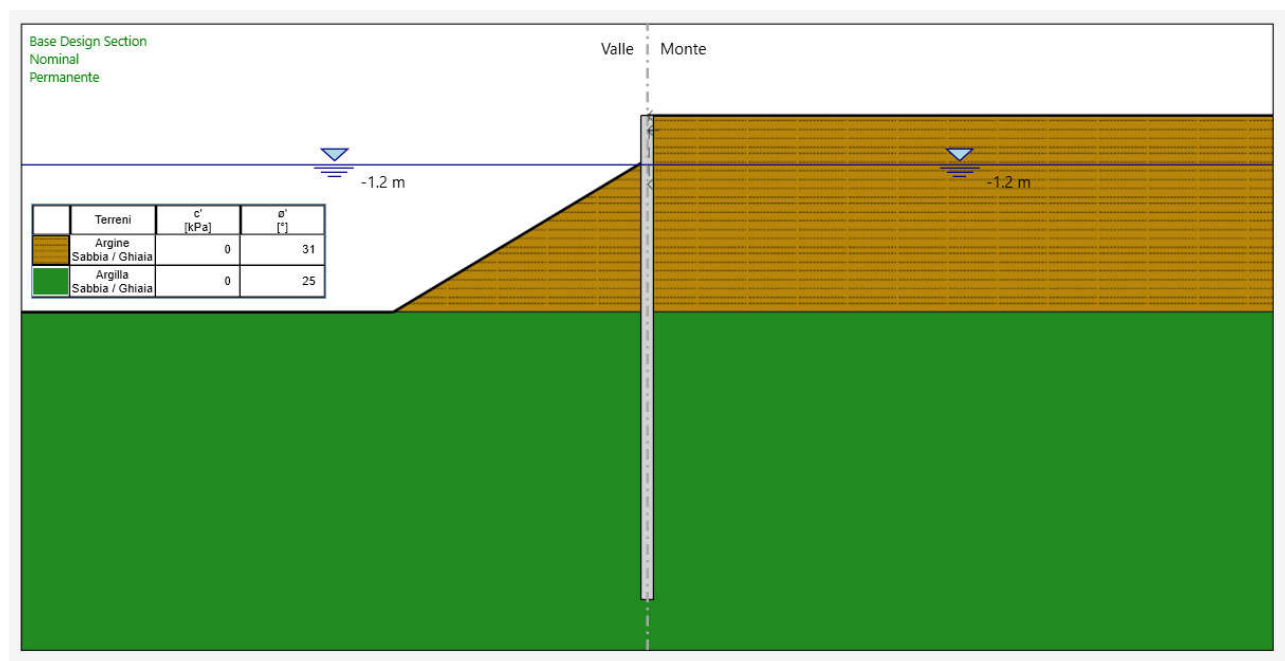 Base Design Section
Nominal
Permanente
Valle Monte
-1.2 m -1.2 m
Terreni c' ø'
[kPa] [°]
Argine
Sabbia / Ghiaia 0 31
Argilla
Sabbia / Ghiaia 0 25